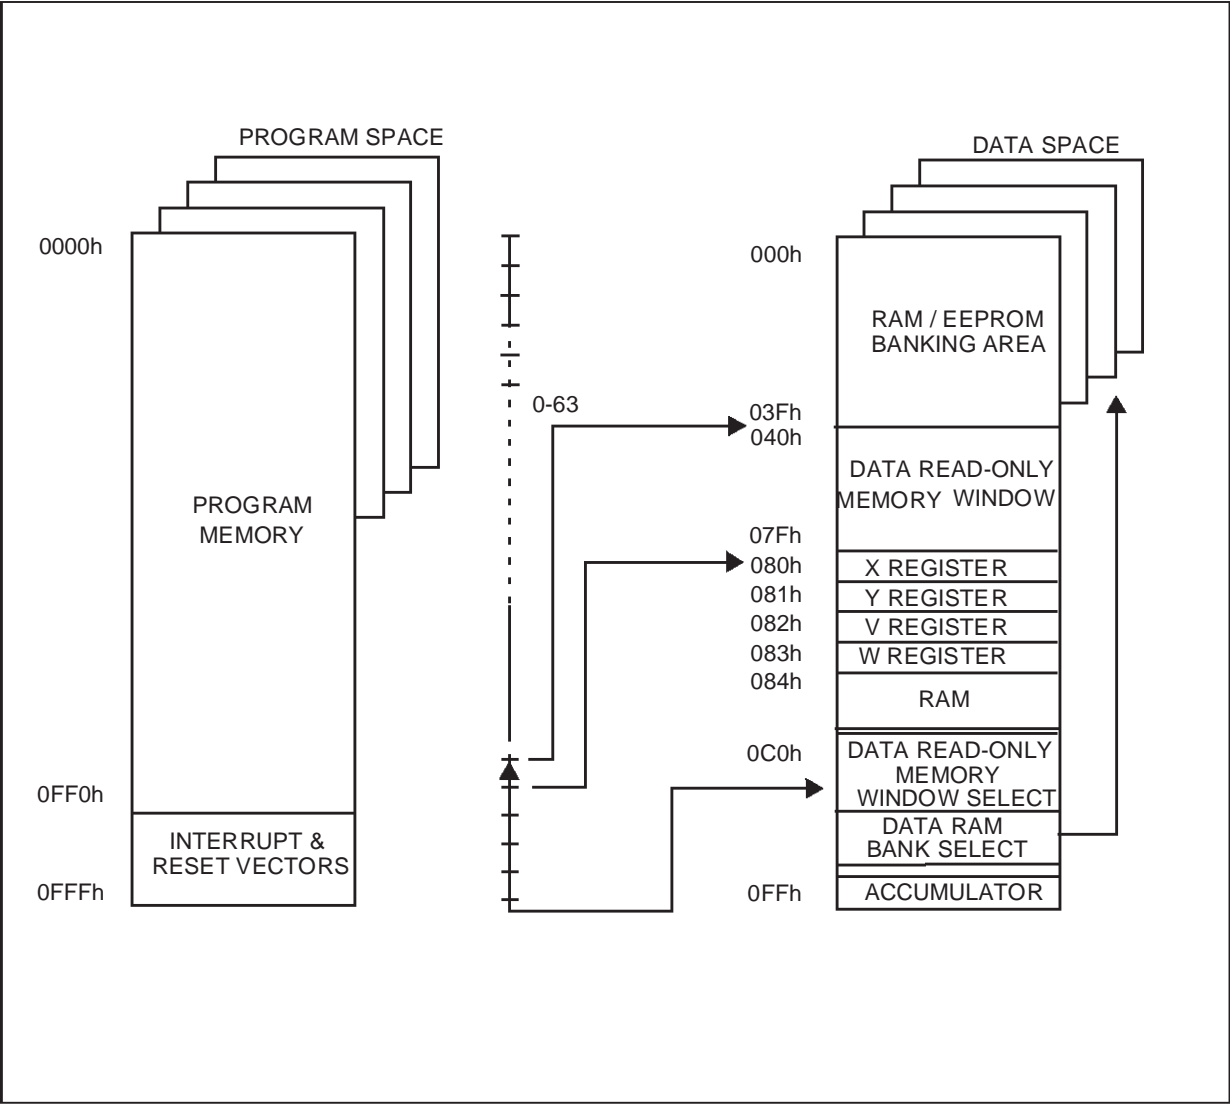 PROGRAM SPACE
0000h
PROGRAM
MEMORY
0FF0h
INTERRUPT &
RESET VECTORS
0FFFh
0-63
DATA SPACE
000h
RAM / EEPROM
BANKING AREA
03Fh
040h
DATA READ-ONLY
MEMORY WINDOW
07Fh
080h
X REGISTER
081h
Y REGISTER
082h
V REGISTER
083h
W REGISTER
084h
RAM
0C0h
DATA READ-ONLY
MEMORY
WINDOW SELECT
DATA RAM
BANK SELECT
0FFh
ACCUMULATOR